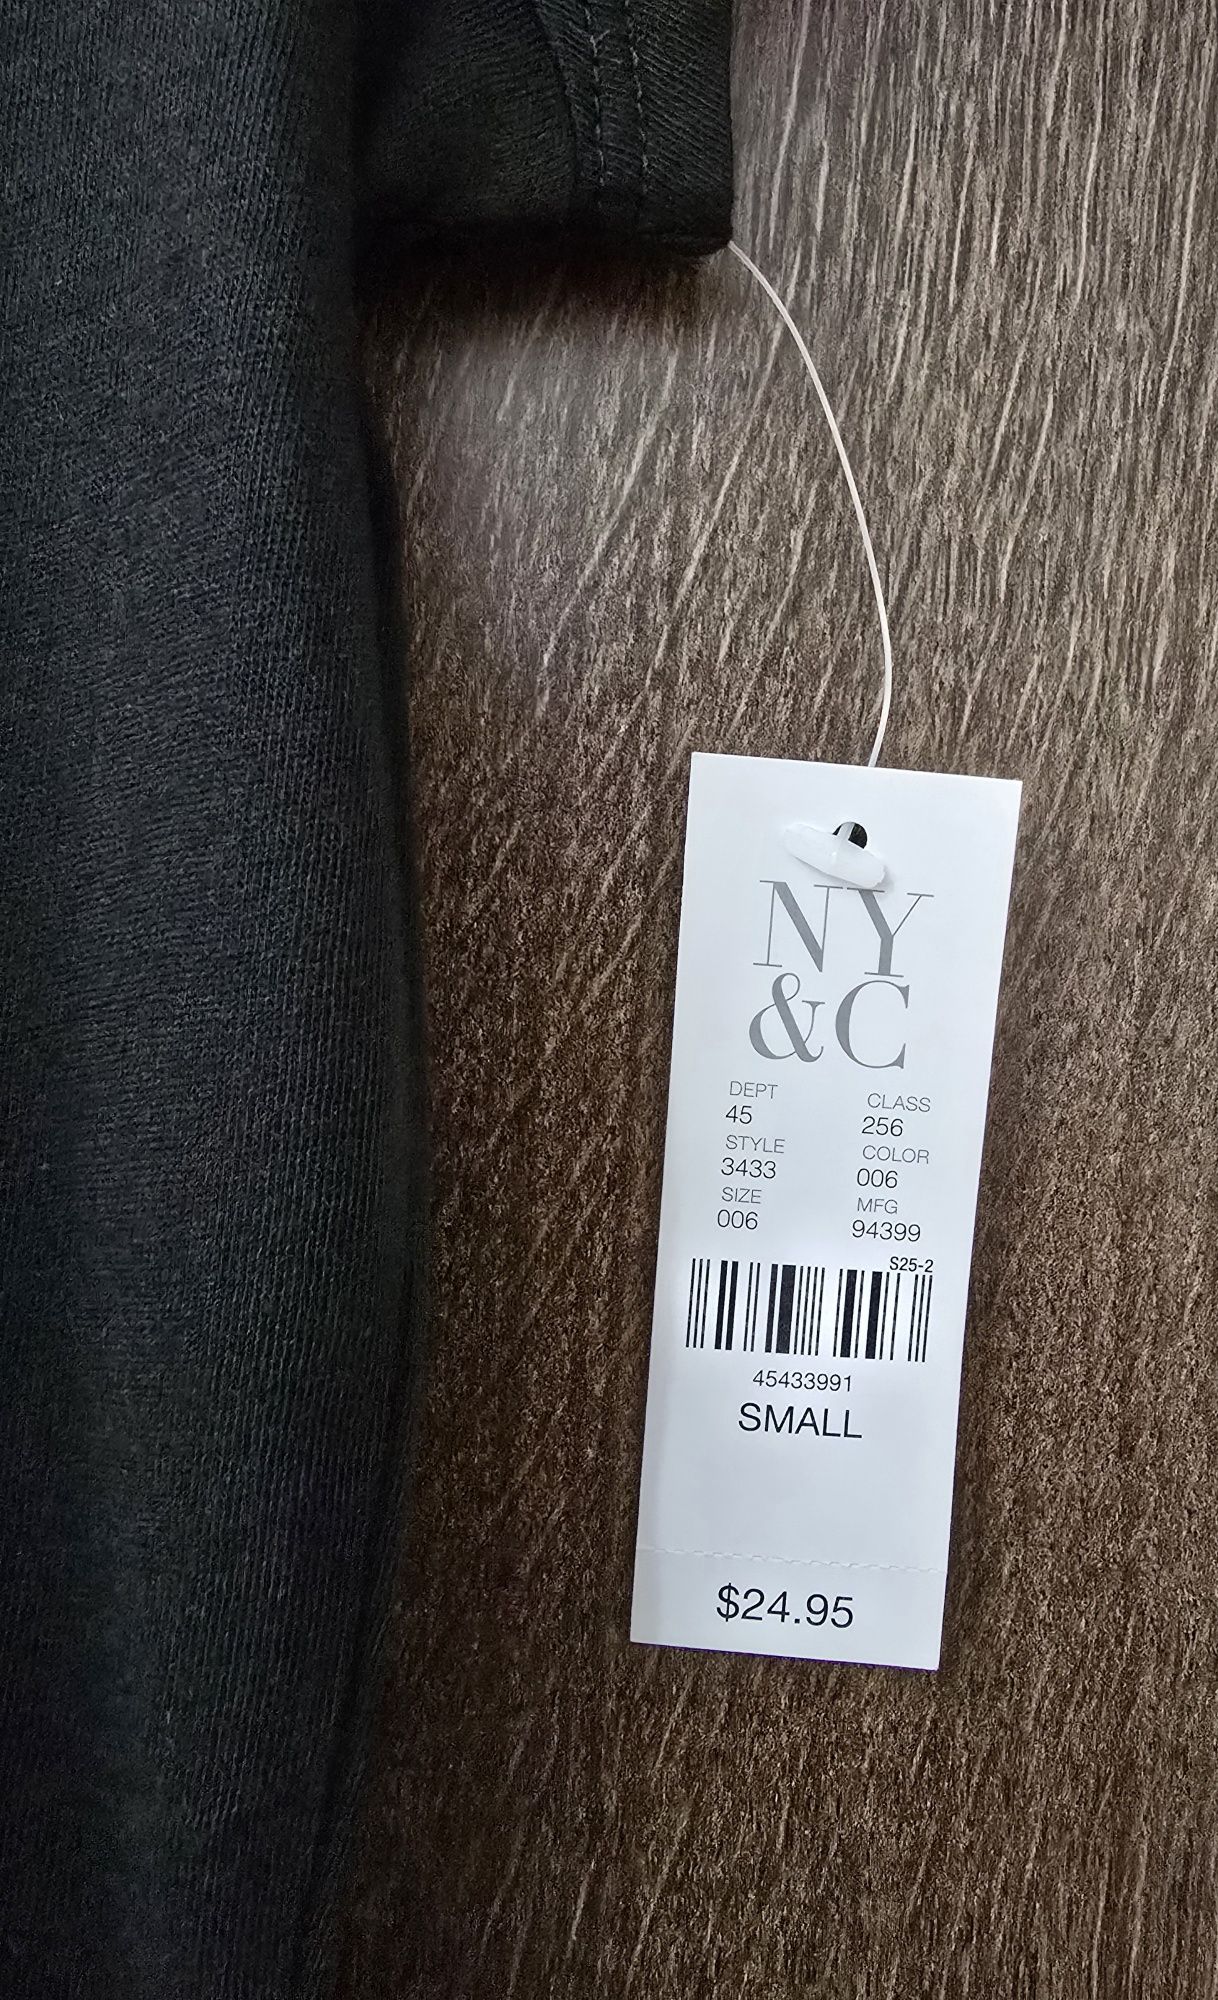 NY
&C
DEPT CLASS
45 256
STYLE COLOR
3433 006
SIZE MFG
006 94399
S25-2
45433991
SMALL
$24.95